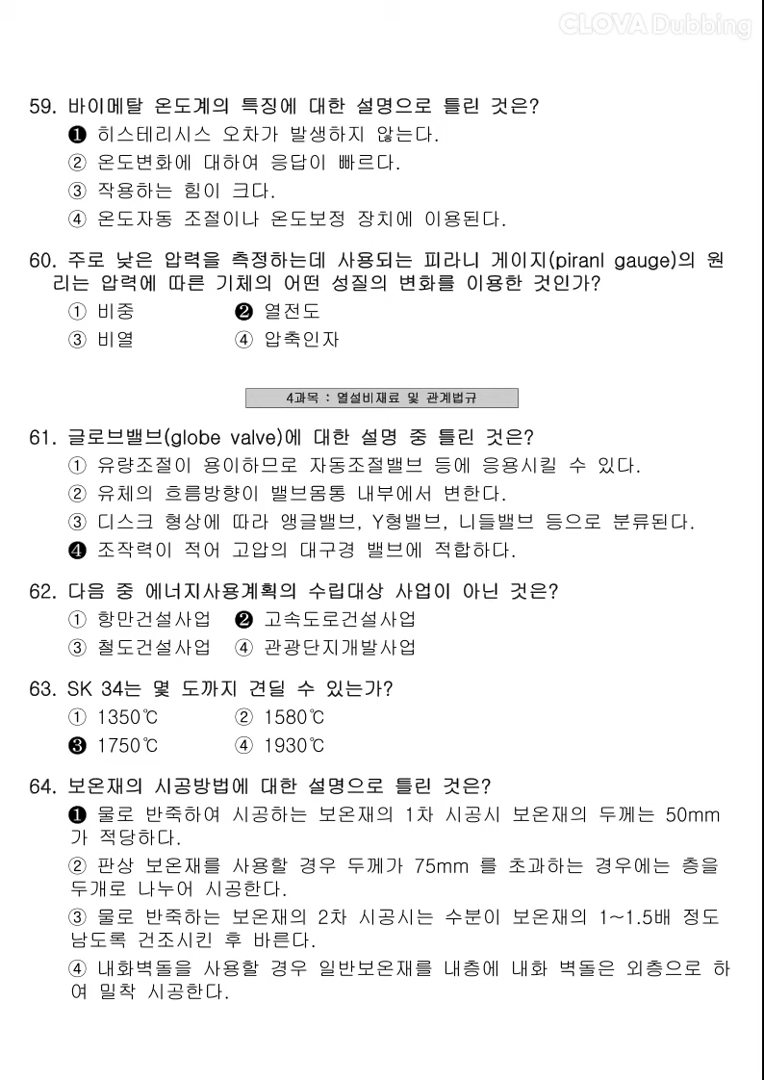 CLOVA Dubbing
59. 바이메탈 온도계의 특징에 대한 설명으로 틀린 것은?
❶ 히스테리시스 오차가 발생하지 않는다.
② 온도변화에 대하여 응답이 빠르다.
③ 작용하는 힘이 크다.
④ 온도자동 조절이나 온도보정 장치에 이용된다.
60. 주로 낮은 압력을 측정하는데 사용되는 피라니 게이지(piranl gauge)의 원
리는 압력에 따른 기체의 어떤 성질의 변화를 이용한 것인가?
① 비중 ❷ 열전도
③ 비열 ④ 압축인자
4과목 : 열설비재료 및 관계법규
61. 글로브밸브(globe valve)에 대한 설명 중 틀린 것은?
① 유량조절이 용이하므로 자동조절밸브 등에 응용시킬 수 있다.
② 유체의 흐름방향이 밸브몸통 내부에서 변한다.
③ 디스크 형상에 따라 앵글밸브, Y형밸브, 니들밸브 등으로 분류된다.
❹ 조작력이 적어 고압의 대구경 밸브에 적합하다.
62. 다음 중 에너지사용계획의 수립대상 사업이 아닌 것은?
① 항만건설사업 ❷ 고속도로건설사업
③ 철도건설사업 ④ 관광단지개발사업
63. SK 34는 몇 도까지 견딜 수 있는가?
① 1350℃ ② 1580℃
❸ 1750℃ ④ 1930℃
64. 보온재의 시공방법에 대한 설명으로 틀린 것은?
❶ 물로 반죽하여 시공하는 보온재의 1차 시공시 보온재의 두께는 50mm
가 적당하다.
② 판상 보온재를 사용할 경우 두께가 75mm 를 초과하는 경우에는 층을
두개로 나누어 시공한다.
③ 물로 반죽하는 보온재의 2차 시공시는 수분이 보온재의 1~1.5배 정도
남도록 건조시킨 후 바른다.
④ 내화벽돌을 사용할 경우 일반보온재를 내층에 내화 벽돌은 외층으로 하
여 밀착 시공한다.